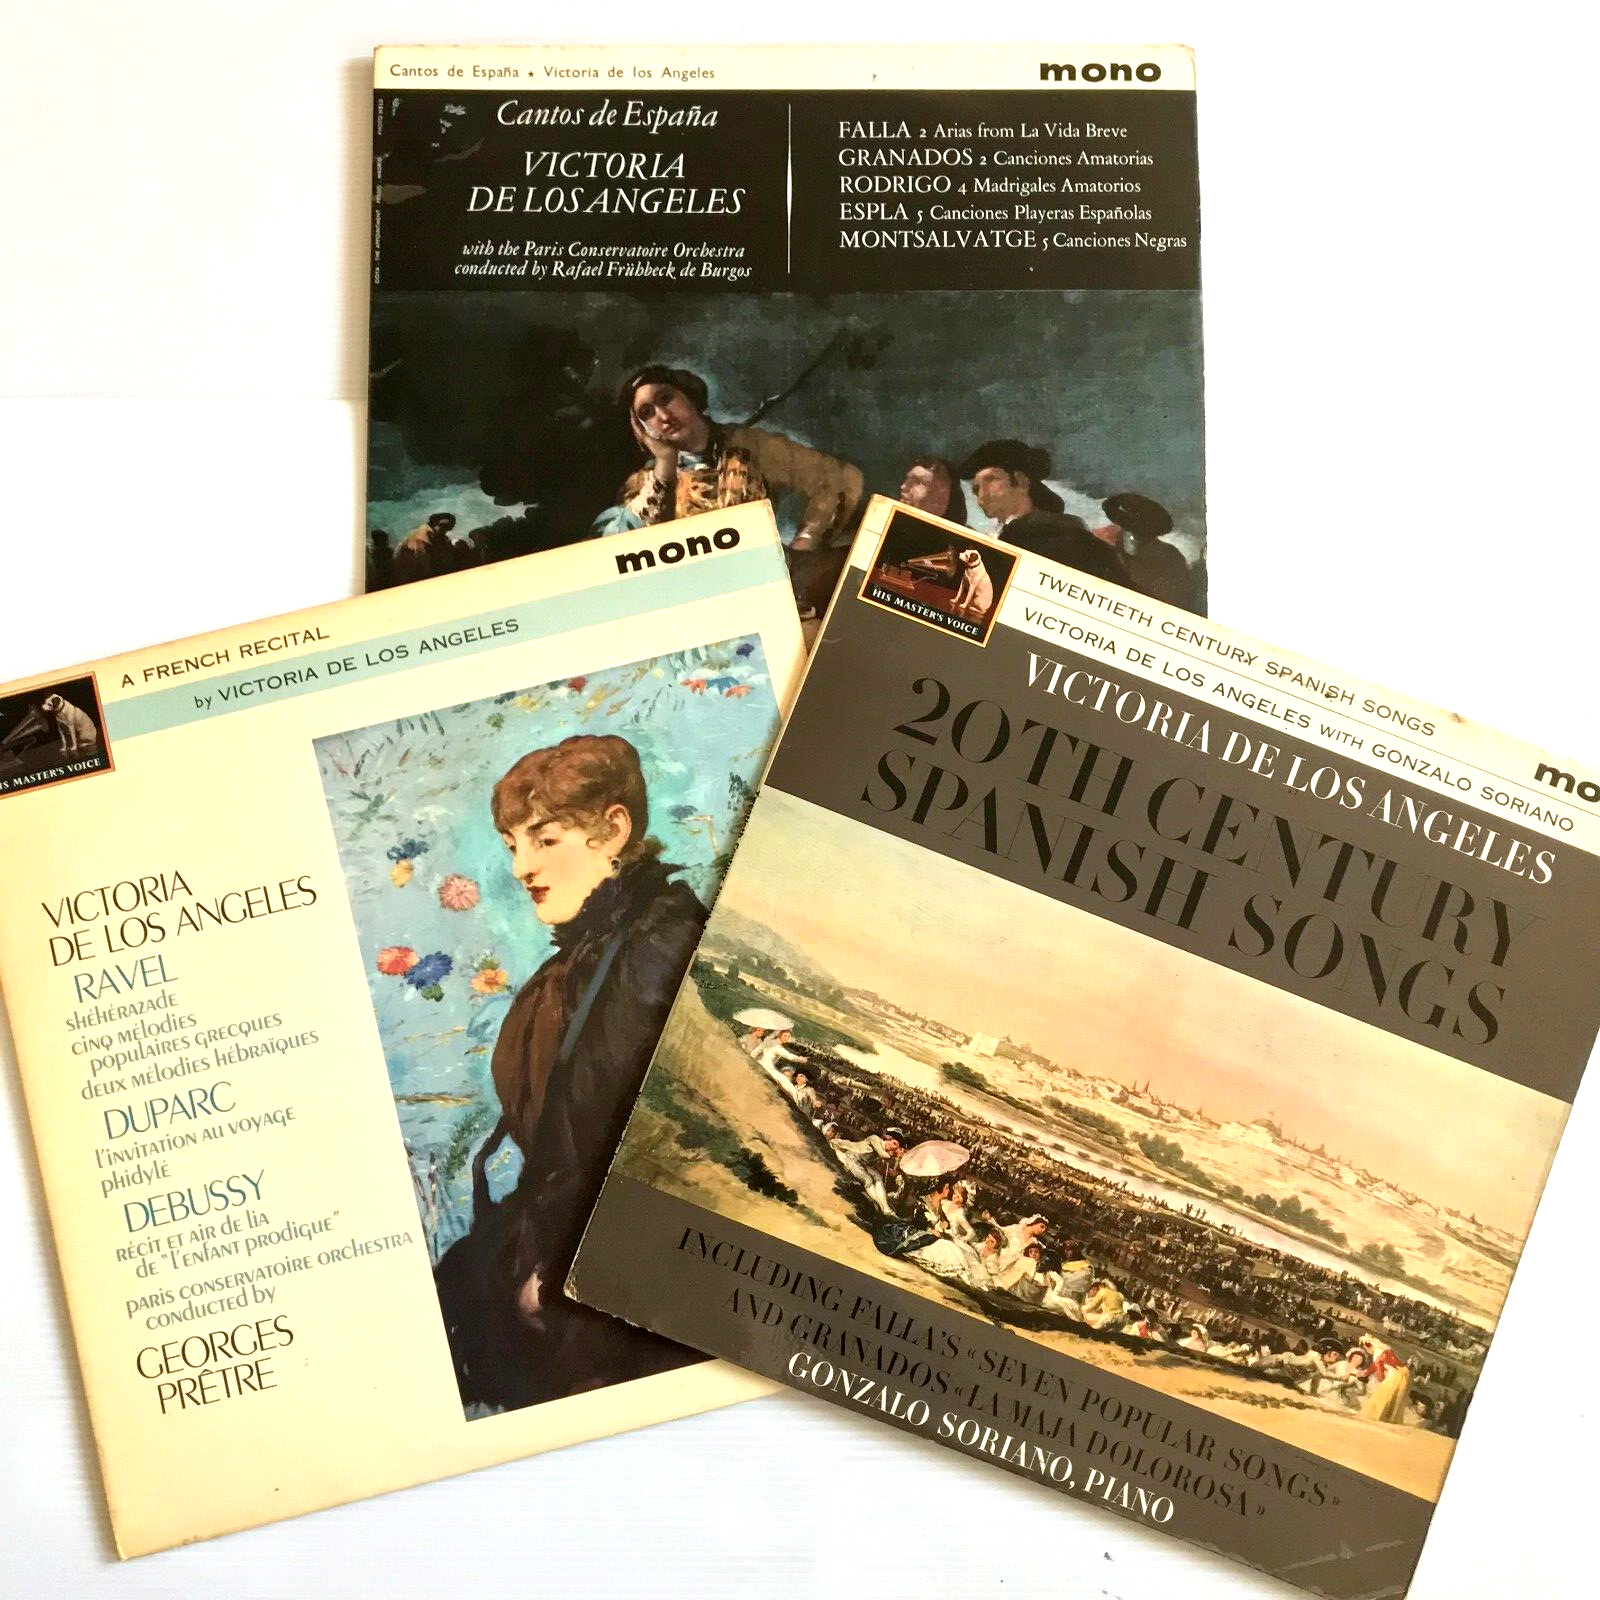 Cantos de España ★ Victoria de los Angeles
mono
Cantos de España
VICTORIA
DE LOS ANGELES
with the Paris Conservatoire Orchestra
conducted by Rafael Frühbeck de Burgos
FALLA 2 Arias from La Vida Breve
GRANADOS 2 Canciones Amatorias
RODRIGO 4 Madrigales Amatorios
ESPLA 5 Canciones Playeras Españolas
MONTSALVATGE 5 Canciones Negras
mono
A FRENCH RECITAL
by VICTORIA DE LOS ANGELES
HIS MASTER'S VOICE
VICTORIA
DE LOS ANGELES
RAVEL
shéhérazade
cinq mélodies
populaires grecques
deux mélodies hébraïques
DUPARC
l'invitation au voyage
phidylé
DEBUSSY
récit et air de lia
de "l'enfant prodigue"
paris conservatoire orchestra
conducted by
GEORGES
PRÊTRE
HIS MASTER'S VOICE
TWENTIETH CENTURY SPANISH SONGS
VICTORIA DE LOS ANGELES WITH GONZALO SORIANO
mo
VICTORIA DE LOS ANGELES
20TH CENTURY
SPANISH SONGS
INCLUDING FALLA'S «SEVEN POPULAR SONGS»
AND GRANADOS «LA MAJA DOLOROSA»
GONZALO SORIANO, PIANO